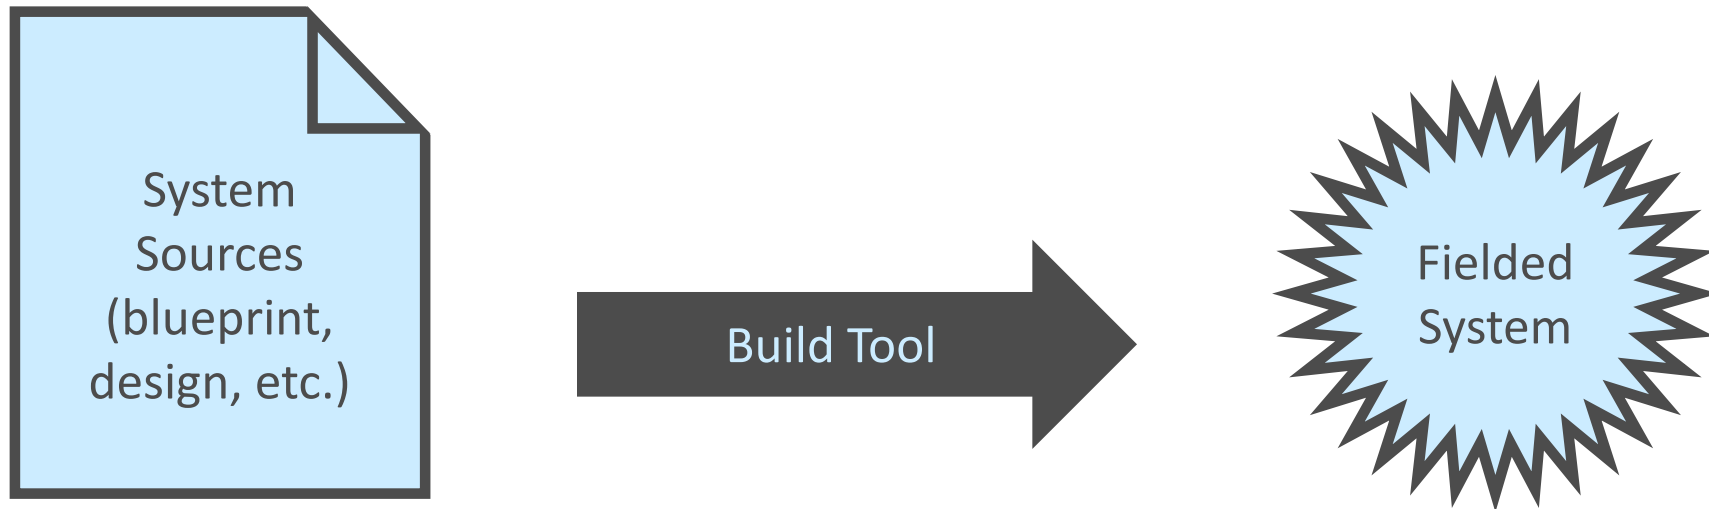 System
Sources
(blueprint,
design, etc.)
Build Tool
Fielded
System